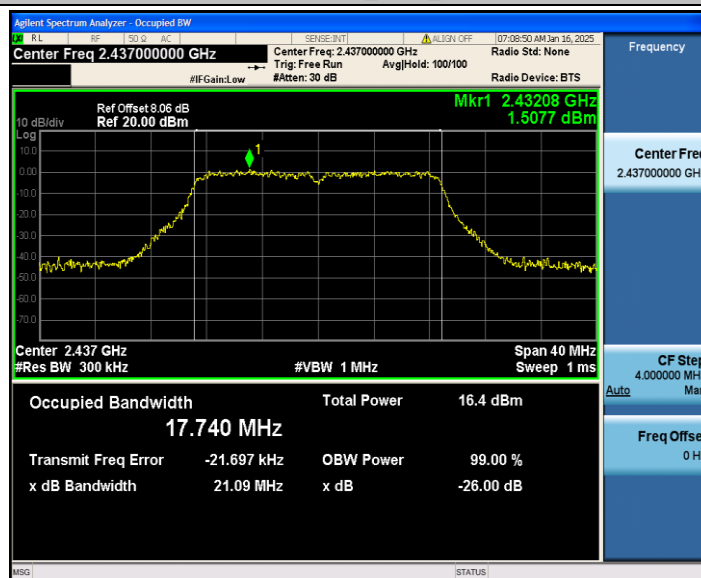 Agilent Spectrum Analyzer - Occupied BW
RL RF 50 Ω AC SENSE:INT ALIGN OFF 07:08:50 AM Jan 16, 2025
Center Freq 2.437000000 GHz
Center Freq: 2.437000000 GHz
Radio Std: None
Trig: Free Run Avg|Hold: 100/100
#IFGain:Low #Atten: 30 dB Radio Device: BTS
Ref Offset 8.06 dB
10 dB/div Ref 20.00 dBm
Mkr1 2.43208 GHz
1.5077 dBm
Log
10.0
0.00
-10.0
-20.0
-30.0
-40.0
-50.0
-60.0
-70.0
1
Center 2.437 GHz Span 40 MHz
#Res BW 300 kHz #VBW 1 MHz Sweep 1 ms
Occupied Bandwidth Total Power 16.4 dBm
17.740 MHz
Transmit Freq Error -21.697 kHz OBW Power 99.00 %
x dB Bandwidth 21.09 MHz x dB -26.00 dB
MSG STATUS
Frequency
Center Fre
2.437000000 GH
CF Step
4.000000 MH
Auto Ma
Freq Offse
0 H